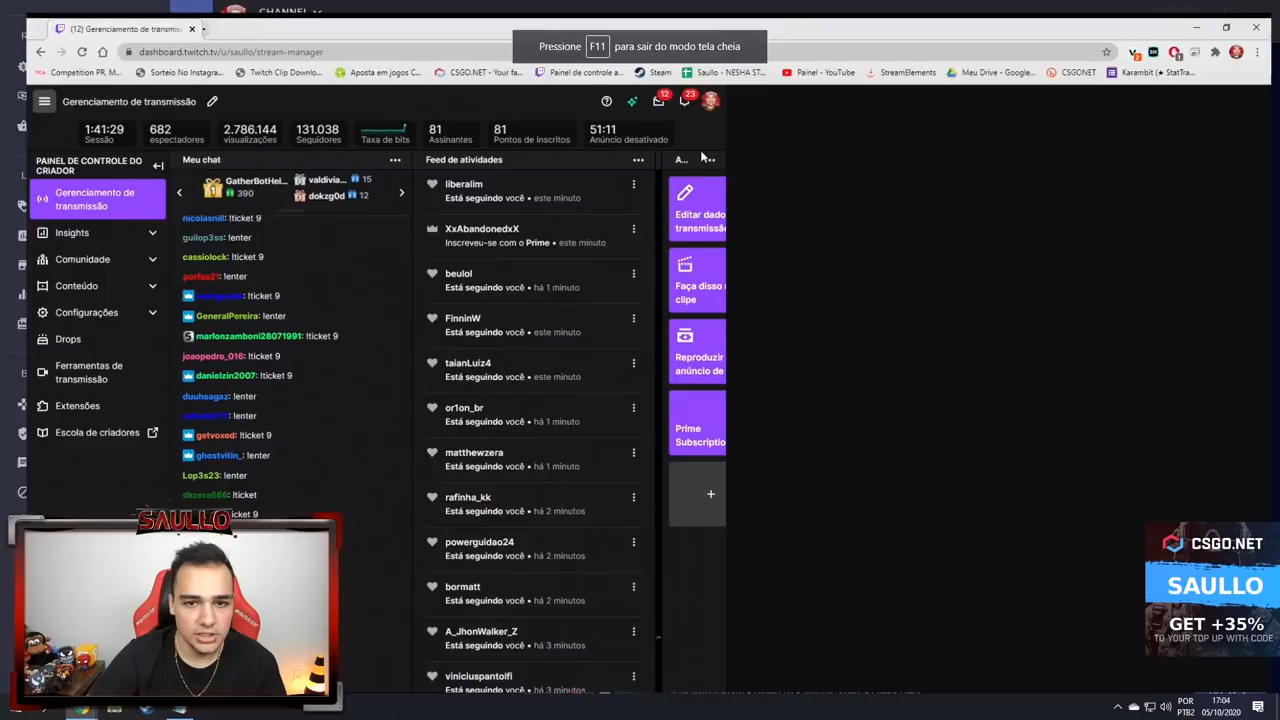 CHANNEL
(12) Gerenciamento de transmiss
Pressione F11 para sair do modo tela cheia
dashboard.twitch.tv/u/saullo/stream-manager
Competition PR, M...
Sorteio No Instagra...
Twitch Clip Downlo...
Aposta em jogos C...
CSGO.NET - Your fa...
Painel de controle a...
Steam
Saullo - NESHA ST...
Painel - YouTube
StreamElements
Meu Drive - Google...
CSGONET
Karambit (★ StatTra...
Gerenciamento de transmissão
12
23
1:41:29
Sessão
682
espectadores
2.786.144
visualizações
131.038
Seguidores
Taxa de bits
81
Assinantes
81
Pontos de inscritos
51:11
Anúncio desativado
PAINEL DE CONTROLE DO
CRIADOR
Gerenciamento de
transmissão
Insights
Comunidade
Conteúdo
Configurações
Drops
Ferramentas de
transmissão
Extensões
Escola de criadores
Meu chat
1 GatherBotHel...
390
valdivia...
15
dokzg0d
12
nicolasnill: !ticket 9
guilop3ss: !enter
cassiolock: !ticket 9
porfas21: !enter
!ticket 9
GeneralPereira: !enter
marlonzamboni28071991: !ticket 9
joaopedro_016: !ticket 9
danielzin2007: !ticket 9
duuhsagaz: !enter
!enter
getvoxed: !ticket 9
ghostvitin_: !enter
Lop3s23: !enter
dkzera666: !ticket
cket 9
Feed de atividades
liberalim
Está seguindo você • este minuto
XxAbandonedxX
Inscreveu-se com o Prime • este minuto
beulol
Está seguindo você • há 1 minuto
FinninW
Está seguindo você • este minuto
taianLuiz4
Está seguindo você • este minuto
or1on_br
Está seguindo você • há 1 minuto
matthewzera
Está seguindo você • há 1 minuto
rafinha_kk
Está seguindo você • há 2 minutos
powerguidao24
Está seguindo você • há 2 minutos
bormatt
Está seguindo você • há 2 minutos
A_JhonWalker_Z
Está seguindo você • há 3 minutos
viniciuspantolfi
Está seguindo você • há 3 minutos
A...
Editar dado
transmissã
Faça disso u
clipe
Reproduzir
anúncio de
Prime
Subscriptio
+
SAULLO
CSGO.NET
SAULLO
GET +35%
TO YOUR TOP UP WITH CODE
POR
PTB2
17:04
05/10/2020